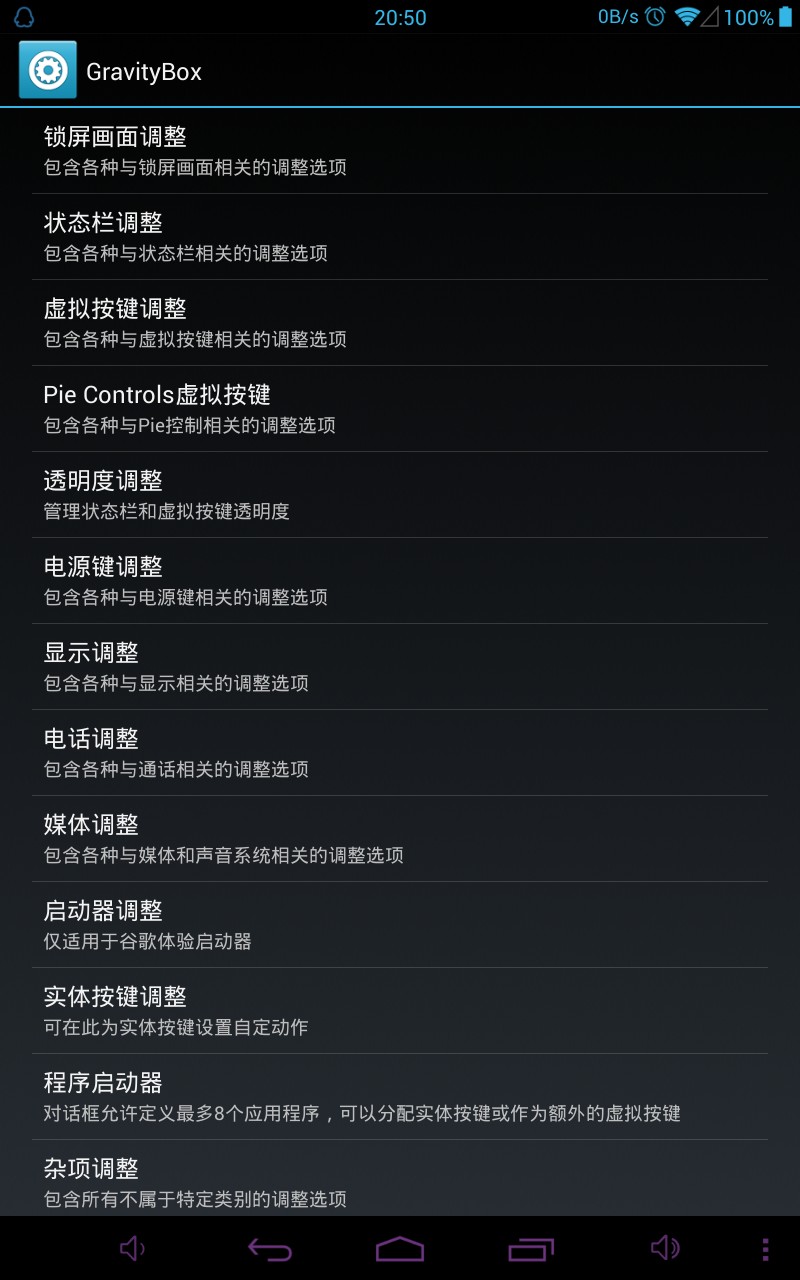 20:50
0B/s 100%
GravityBox
锁屏画面调整
包含各种与锁屏画面相关的调整选项
状态栏调整
包含各种与状态栏相关的调整选项
虚拟按键调整
包含各种与虚拟按键相关的调整选项
Pie Controls虚拟按键
包含各种与Pie控制相关的调整选项
透明度调整
管理状态栏和虚拟按键透明度
电源键调整
包含各种与电源键相关的调整选项
显示调整
包含各种与显示相关的调整选项
电话调整
包含各种与通话相关的调整选项
媒体调整
包含各种与媒体和声音系统相关的调整选项
启动器调整
仅适用于谷歌体验启动器
实体按键调整
可在此为实体按键设置自定动作
程序启动器
对话框允许定义最多8个应用程序，可以分配实体按键或作为额外的虚拟按键
杂项调整
包含所有不属于特定类别的调整选项